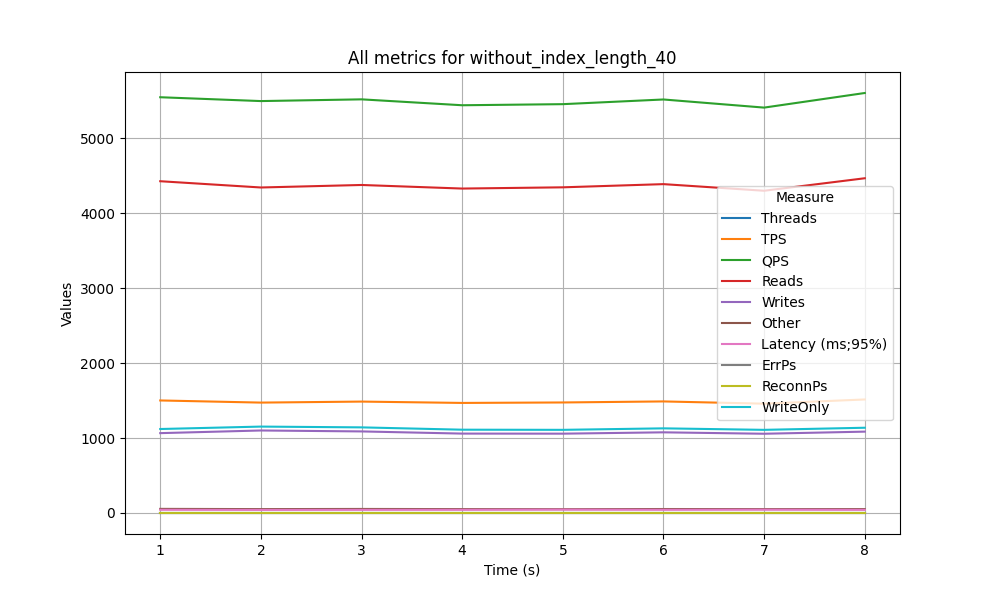 All metrics for without_index_length_40
Values
5000
4000
3000
2000
1000
0
Measure
Threads
TPS
QPS
Reads
Writes
Other
Latency (ms;95%)
ErrPs
ReconnPs
WriteOnly
1 2 3 4 5 6 7 8
Time (s)